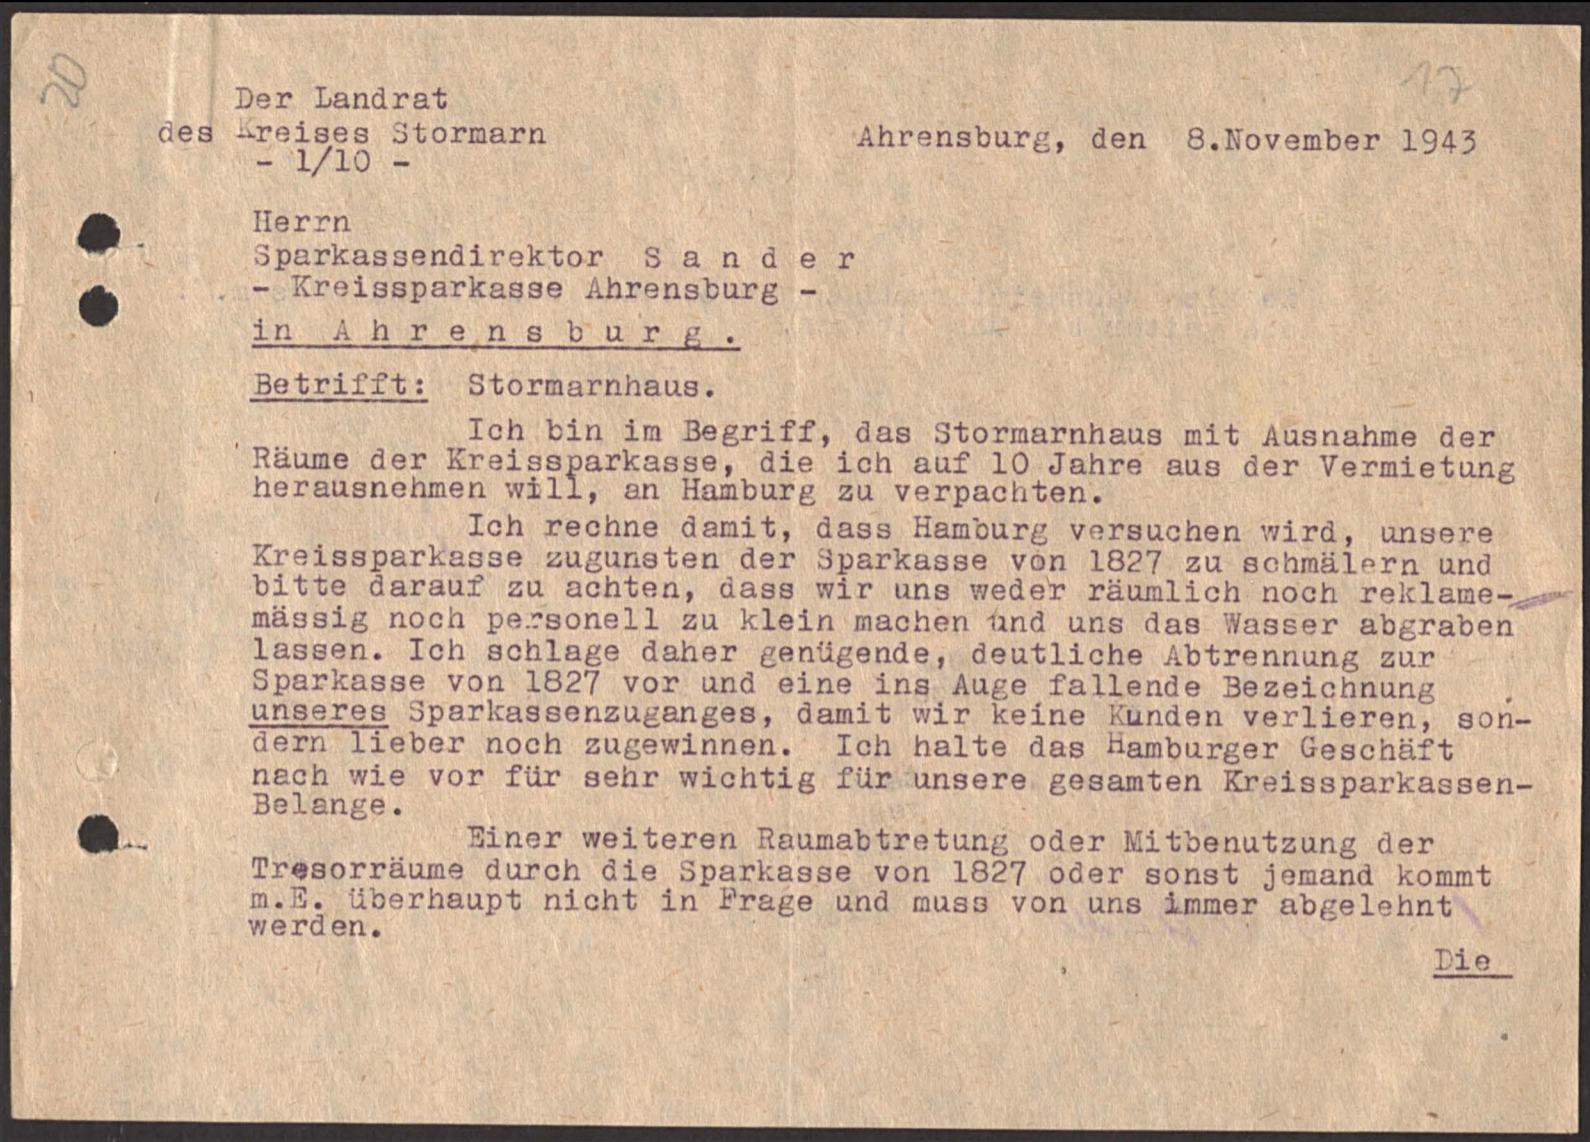 20
17
Der Landrat
des Kreises Stormarn
- 1/10 -
Ahrensburg, den 8.November 1943
Herrn
Sparkassendirektor S a n d e r
- Kreissparkasse Ahrensburg -
in A h r e n s b u r g .
Betrifft: Stormarnhaus.
Ich bin im Begriff, das Stormarnhaus mit Ausnahme der
Räume der Kreissparkasse, die ich auf 10 Jahre aus der Vermietung
herausnehmen will, an Hamburg zu verpachten.
Ich rechne damit, dass Hamburg versuchen wird, unsere
Kreissparkasse zugunsten der Sparkasse von 1827 zu schmälern und
bitte darauf zu achten, dass wir uns weder räumlich noch reklame-
mässig noch personell zu klein machen und uns das Wasser abgraben
lassen. Ich schlage daher genügende, deutliche Abtrennung zur
Sparkasse von 1827 vor und eine ins Auge fallende Bezeichnung
unseres Sparkassenzuganges, damit wir keine Kunden verlieren, son-
dern lieber noch zugewinnen. Ich halte das Hamburger Geschäft
nach wie vor für sehr wichtig für unsere gesamten Kreissparkassen-
Belange.
Einer weiteren Raumabtretung oder Mitbenutzung der
Tresorräume durch die Sparkasse von 1827 oder sonst jemand kommt
m.E. überhaupt nicht in Frage und muss von uns immer abgelehnt
werden.
Die